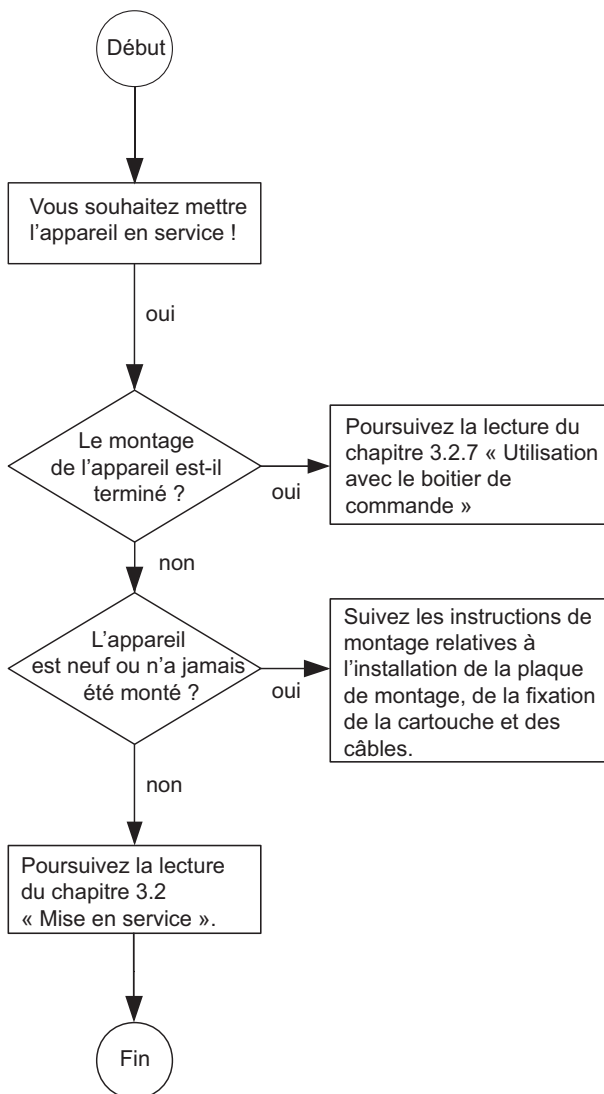 Début
Vous souhaitez mettre
l’appareil en service !
oui
Le montage
de l’appareil est-il
terminé ?
oui
Poursuivez la lecture du
chapitre 3.2.7 « Utilisation
avec le boitier de
commande »
non
L’appareil
est neuf ou n’a jamais
été monté ?
oui
Suivez les instructions de
montage relatives à
l’installation de la plaque
de montage, de la fixation
de la cartouche et des
câbles.
non
Poursuivez la lecture
du chapitre 3.2
« Mise en service ».
Fin